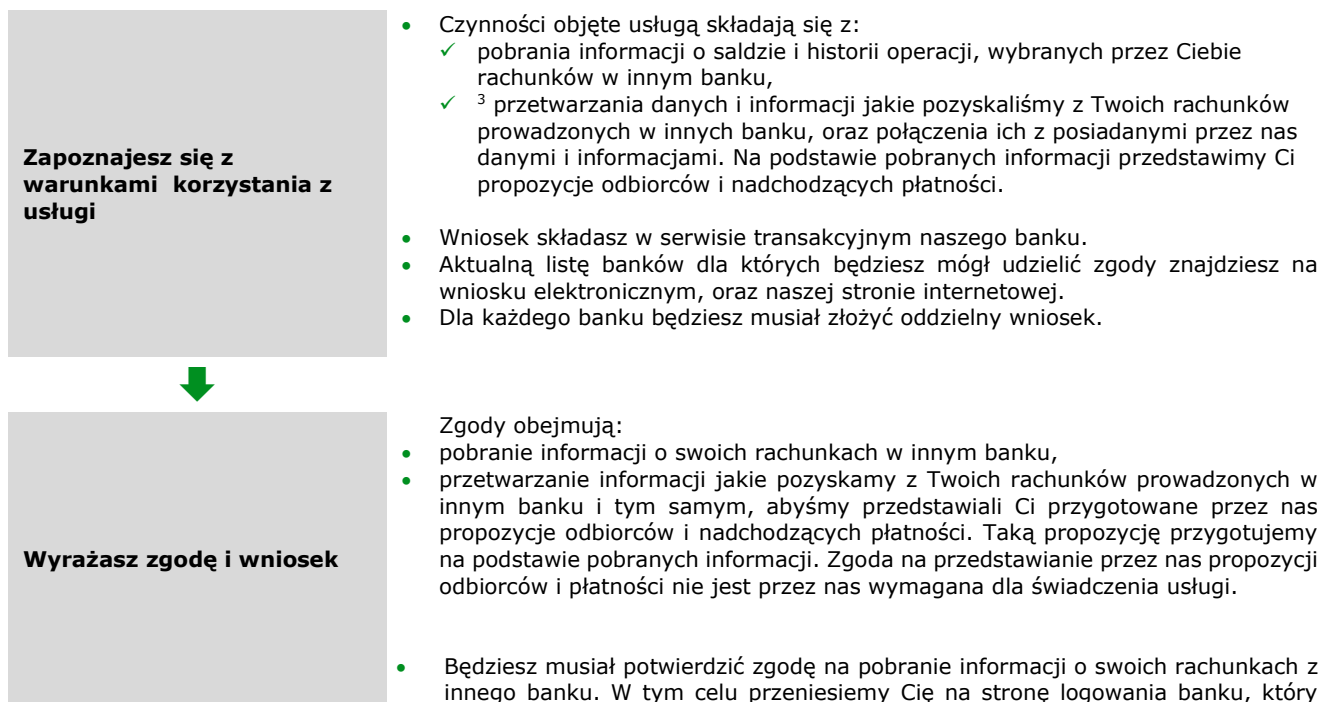 Zapoznajesz się z
warunkami korzystania z
usługi
• Czynności objęte usługą składają się z:
✓ pobrania informacji o saldzie i historii operacji, wybranych przez Ciebie
rachunków w innym banku,
✓ ³ przetwarzania danych i informacji jakie pozyskaliśmy z Twoich rachunków
prowadzonych w innych banku, oraz połączenia ich z posiadanymi przez nas
danymi i informacjami. Na podstawie pobranych informacji przedstawimy Ci
propozycje odbiorców i nadchodzących płatności.
• Wniosek składasz w serwisie transakcyjnym naszego banku.
• Aktualną listę banków dla których będziesz mógł udzielić zgody znajdziesz na
wniosku elektronicznym, oraz naszej stronie internetowej.
• Dla każdego banku będziesz musiał złożyć oddzielny wniosek.
Wyrażasz zgodę i wniosek
Zgody obejmują:
• pobranie informacji o swoich rachunkach w innym banku,
• przetwarzanie informacji jakie pozyskamy z Twoich rachunków prowadzonych w
innym banku i tym samym, abyśmy przedstawiali Ci przygotowane przez nas
propozycje odbiorców i nadchodzących płatności. Taką propozycję przygotujemy
na podstawie pobranych informacji. Zgoda na przedstawianie przez nas propozycji
odbiorców i płatności nie jest przez nas wymagana dla świadczenia usługi.
• Będziesz musiał potwierdzić zgodę na pobranie informacji o swoich rachunkach z
innego banku. W tym celu przeniesiemy Cię na stronę logowania banku, który